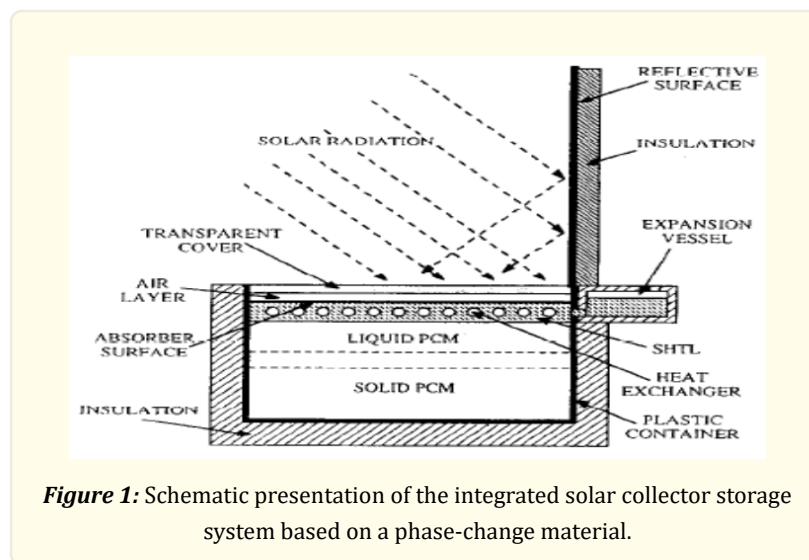 REFLECTIVE
SURFACE
SOLAR RADIATION
INSULATION
TRANSPARENT
COVER
EXPANSION
VESSEL
AIR
LAYER
ABSORBER
SURFACE
LIQUID PCM
SHTL
HEAT
EXCHANGER
SOLID PCM
INSULATION
PLASTIC
CONTAINER
Figure 1: Schematic presentation of the integrated solar collector storage
system based on a phase-change material.